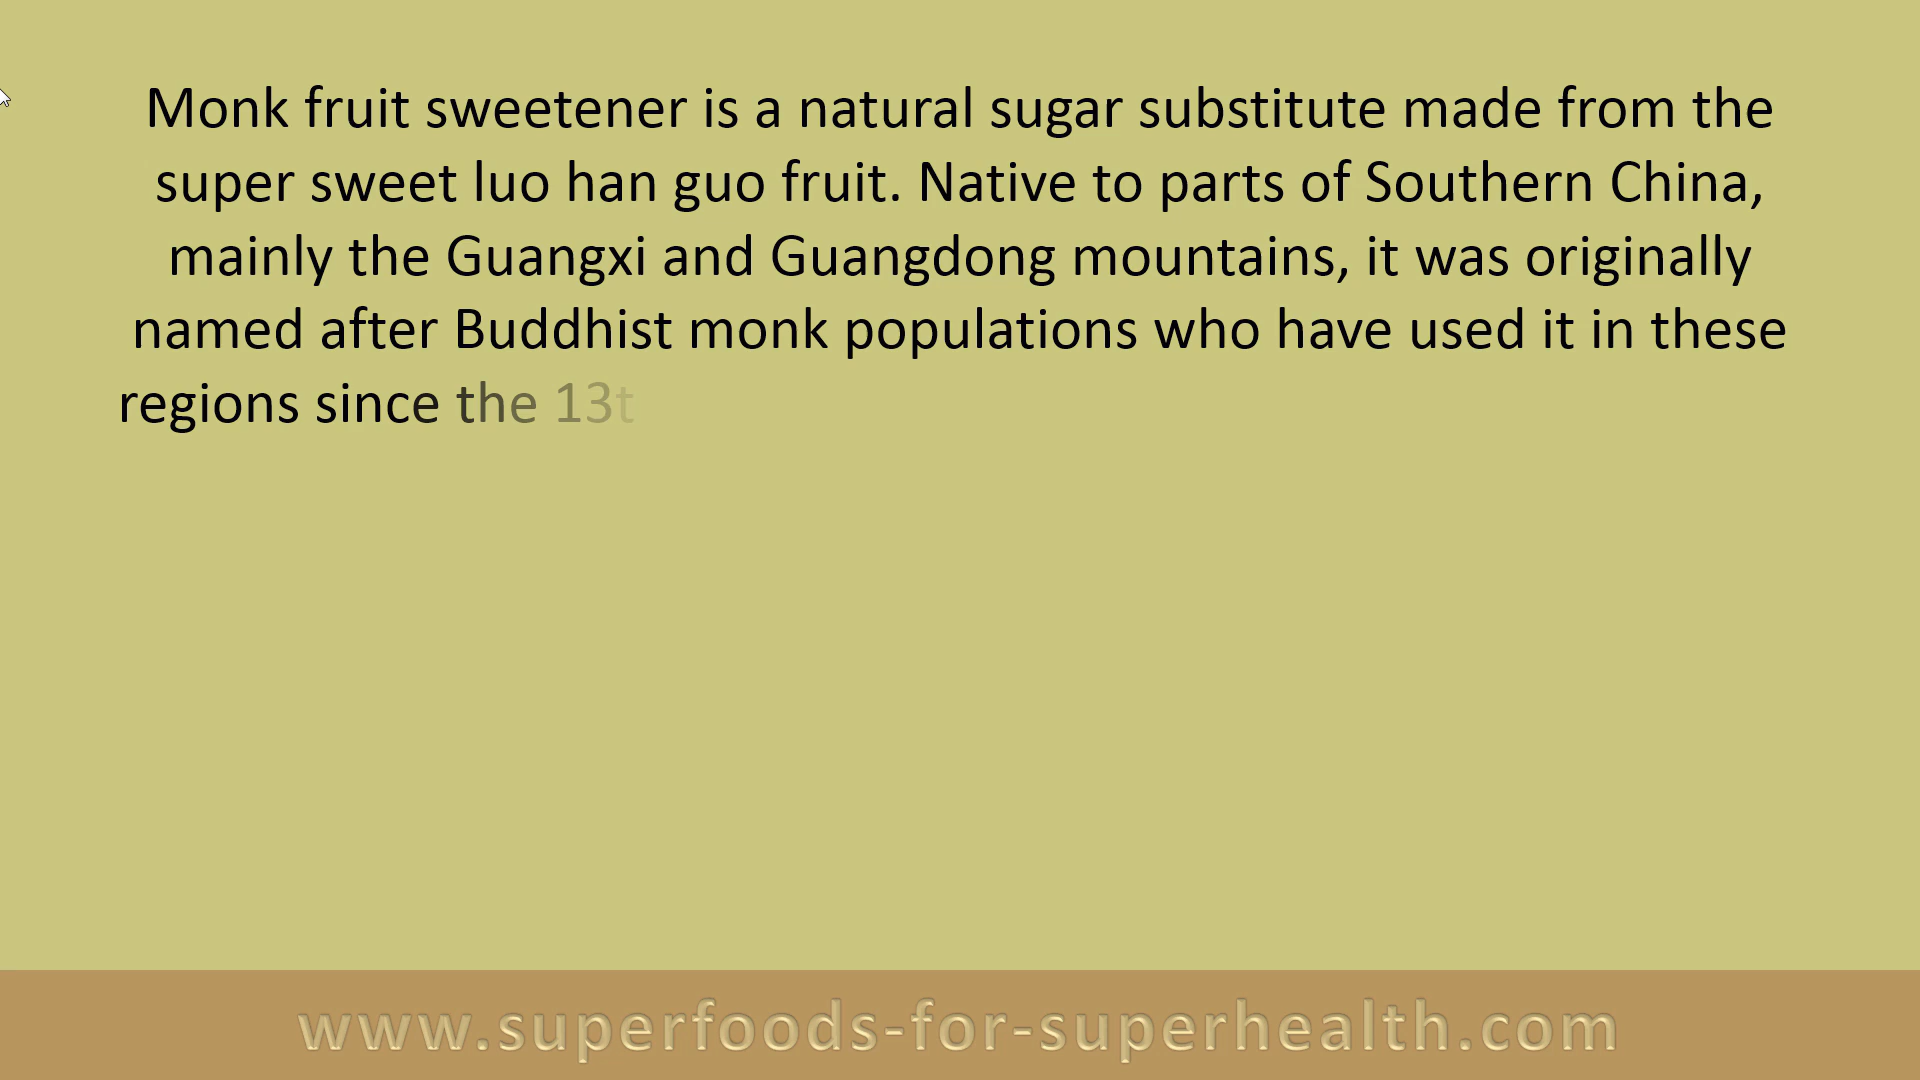 Monk fruit sweetener is a natural sugar substitute made from the
super sweet luo han guo fruit. Native to parts of Southern China,
mainly the Guangxi and Guangdong mountains, it was originally
named after Buddhist monk populations who have used it in these
regions since the 13t
www.superfoods-for-superhealth.com